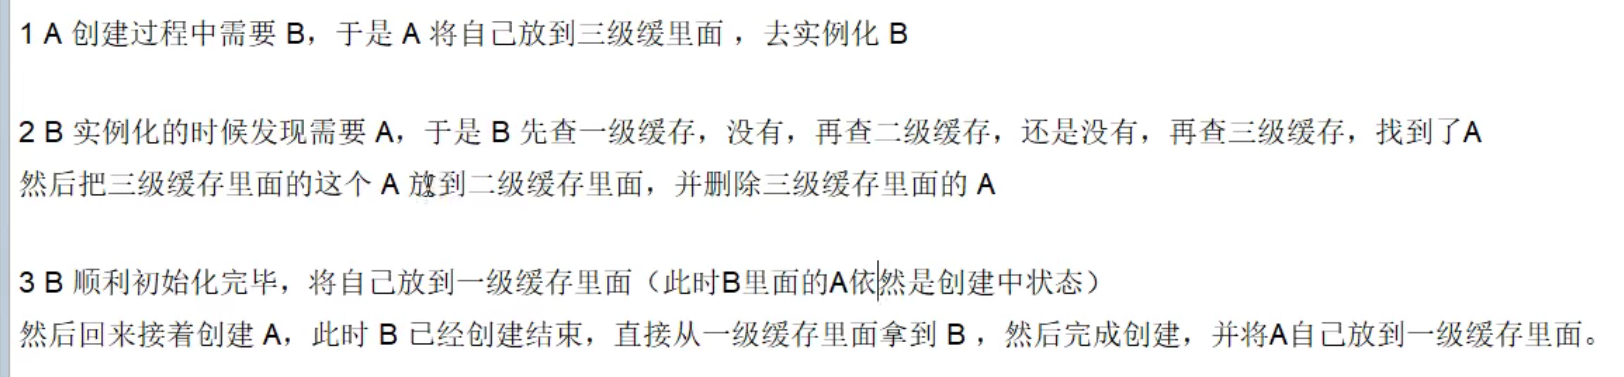 1 A 创建过程中需要 B，于是 A 将自己放到三级缓里面 ，去实例化 B
2 B 实例化的时候发现需要 A，于是 B 先查一级缓存，没有，再查二级缓存，还是没有，再查三级缓存，找到了A
然后把三级缓存里面的这个 A 放到二级缓存里面，并删除三级缓存里面的 A
3 B 顺利初始化完毕，将自己放到一级缓存里面（此时B里面的A依然是创建中状态）
然后回来接着创建 A，此时 B 已经创建结束，直接从一级缓存里面拿到 B ，然后完成创建，并将A自己放到一级缓存里面。